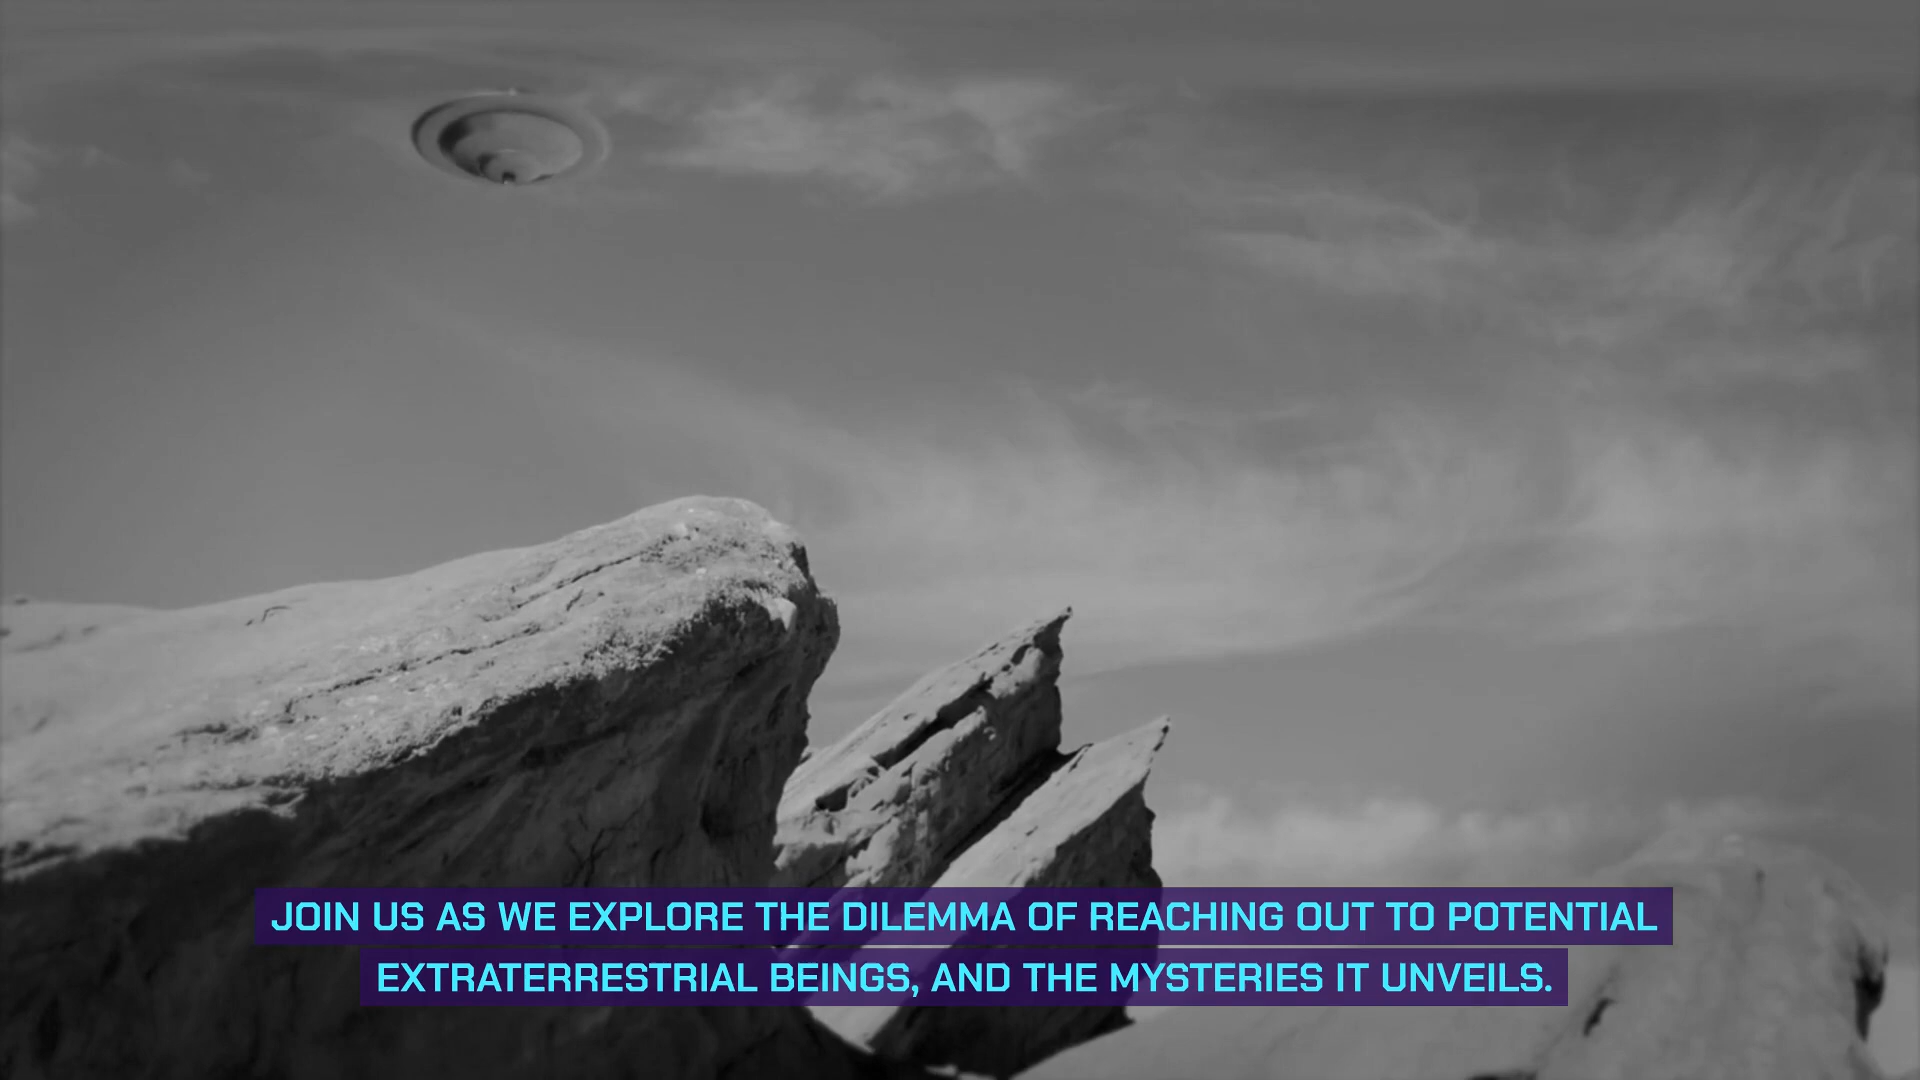 JOIN US AS WE EXPLORE THE DILEMMA OF REACHING OUT TO POTENTIAL
EXTRATERRESTRIAL BEINGS, AND THE MYSTERIES IT UNVEILS.